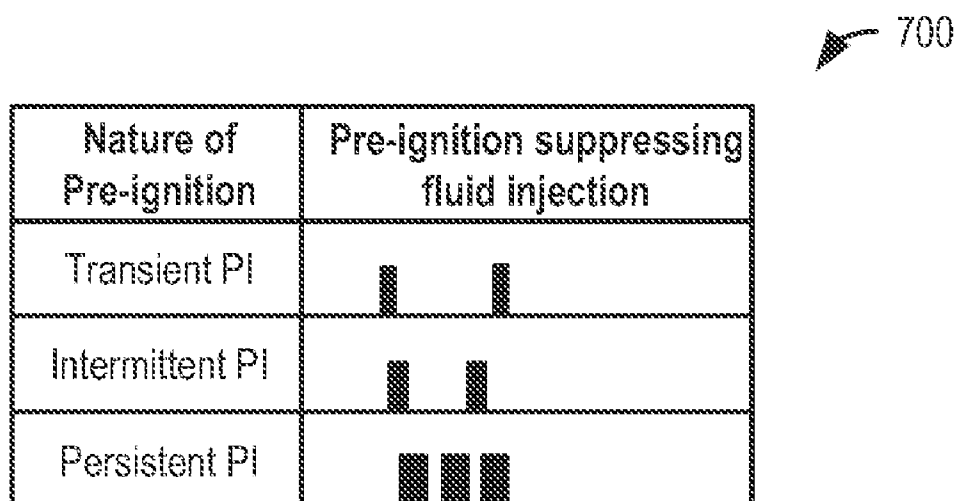 700
Nature of
Pre-ignition
Pre-ignition suppressing
fluid injection
Transient PI
Intermittent PI
Persistent PI